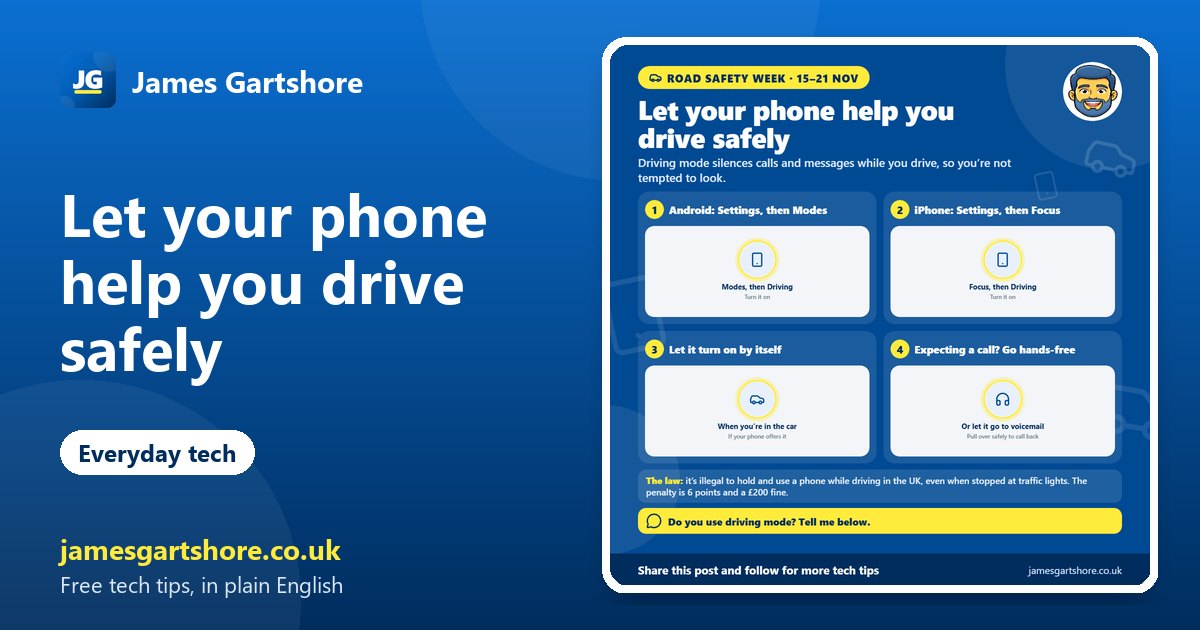 JG
James Gartshore
Let your phone
help you drive
safely
Everyday tech
jamesgartshore.co.uk
Free tech tips, in plain English
ROAD SAFETY WEEK · 15–21 NOV
Let your phone help you
drive safely
Driving mode silences calls and messages while you drive, so you’re not
tempted to look.
1 Android: Settings, then Modes
Modes, then Driving
Turn it on
2 iPhone: Settings, then Focus
Focus, then Driving
Turn it on
3 Let it turn on by itself
When you’re in the car
If your phone offers it
4 Expecting a call? Go hands-free
Or let it go to voicemail
Pull over safely to call back
The law: it’s illegal to hold and use a phone while driving in the UK, even when stopped at traffic lights. The
penalty is 6 points and a £200 fine.
Do you use driving mode? Tell me below.
Share this post and follow for more tech tips
jamesgartshore.co.uk